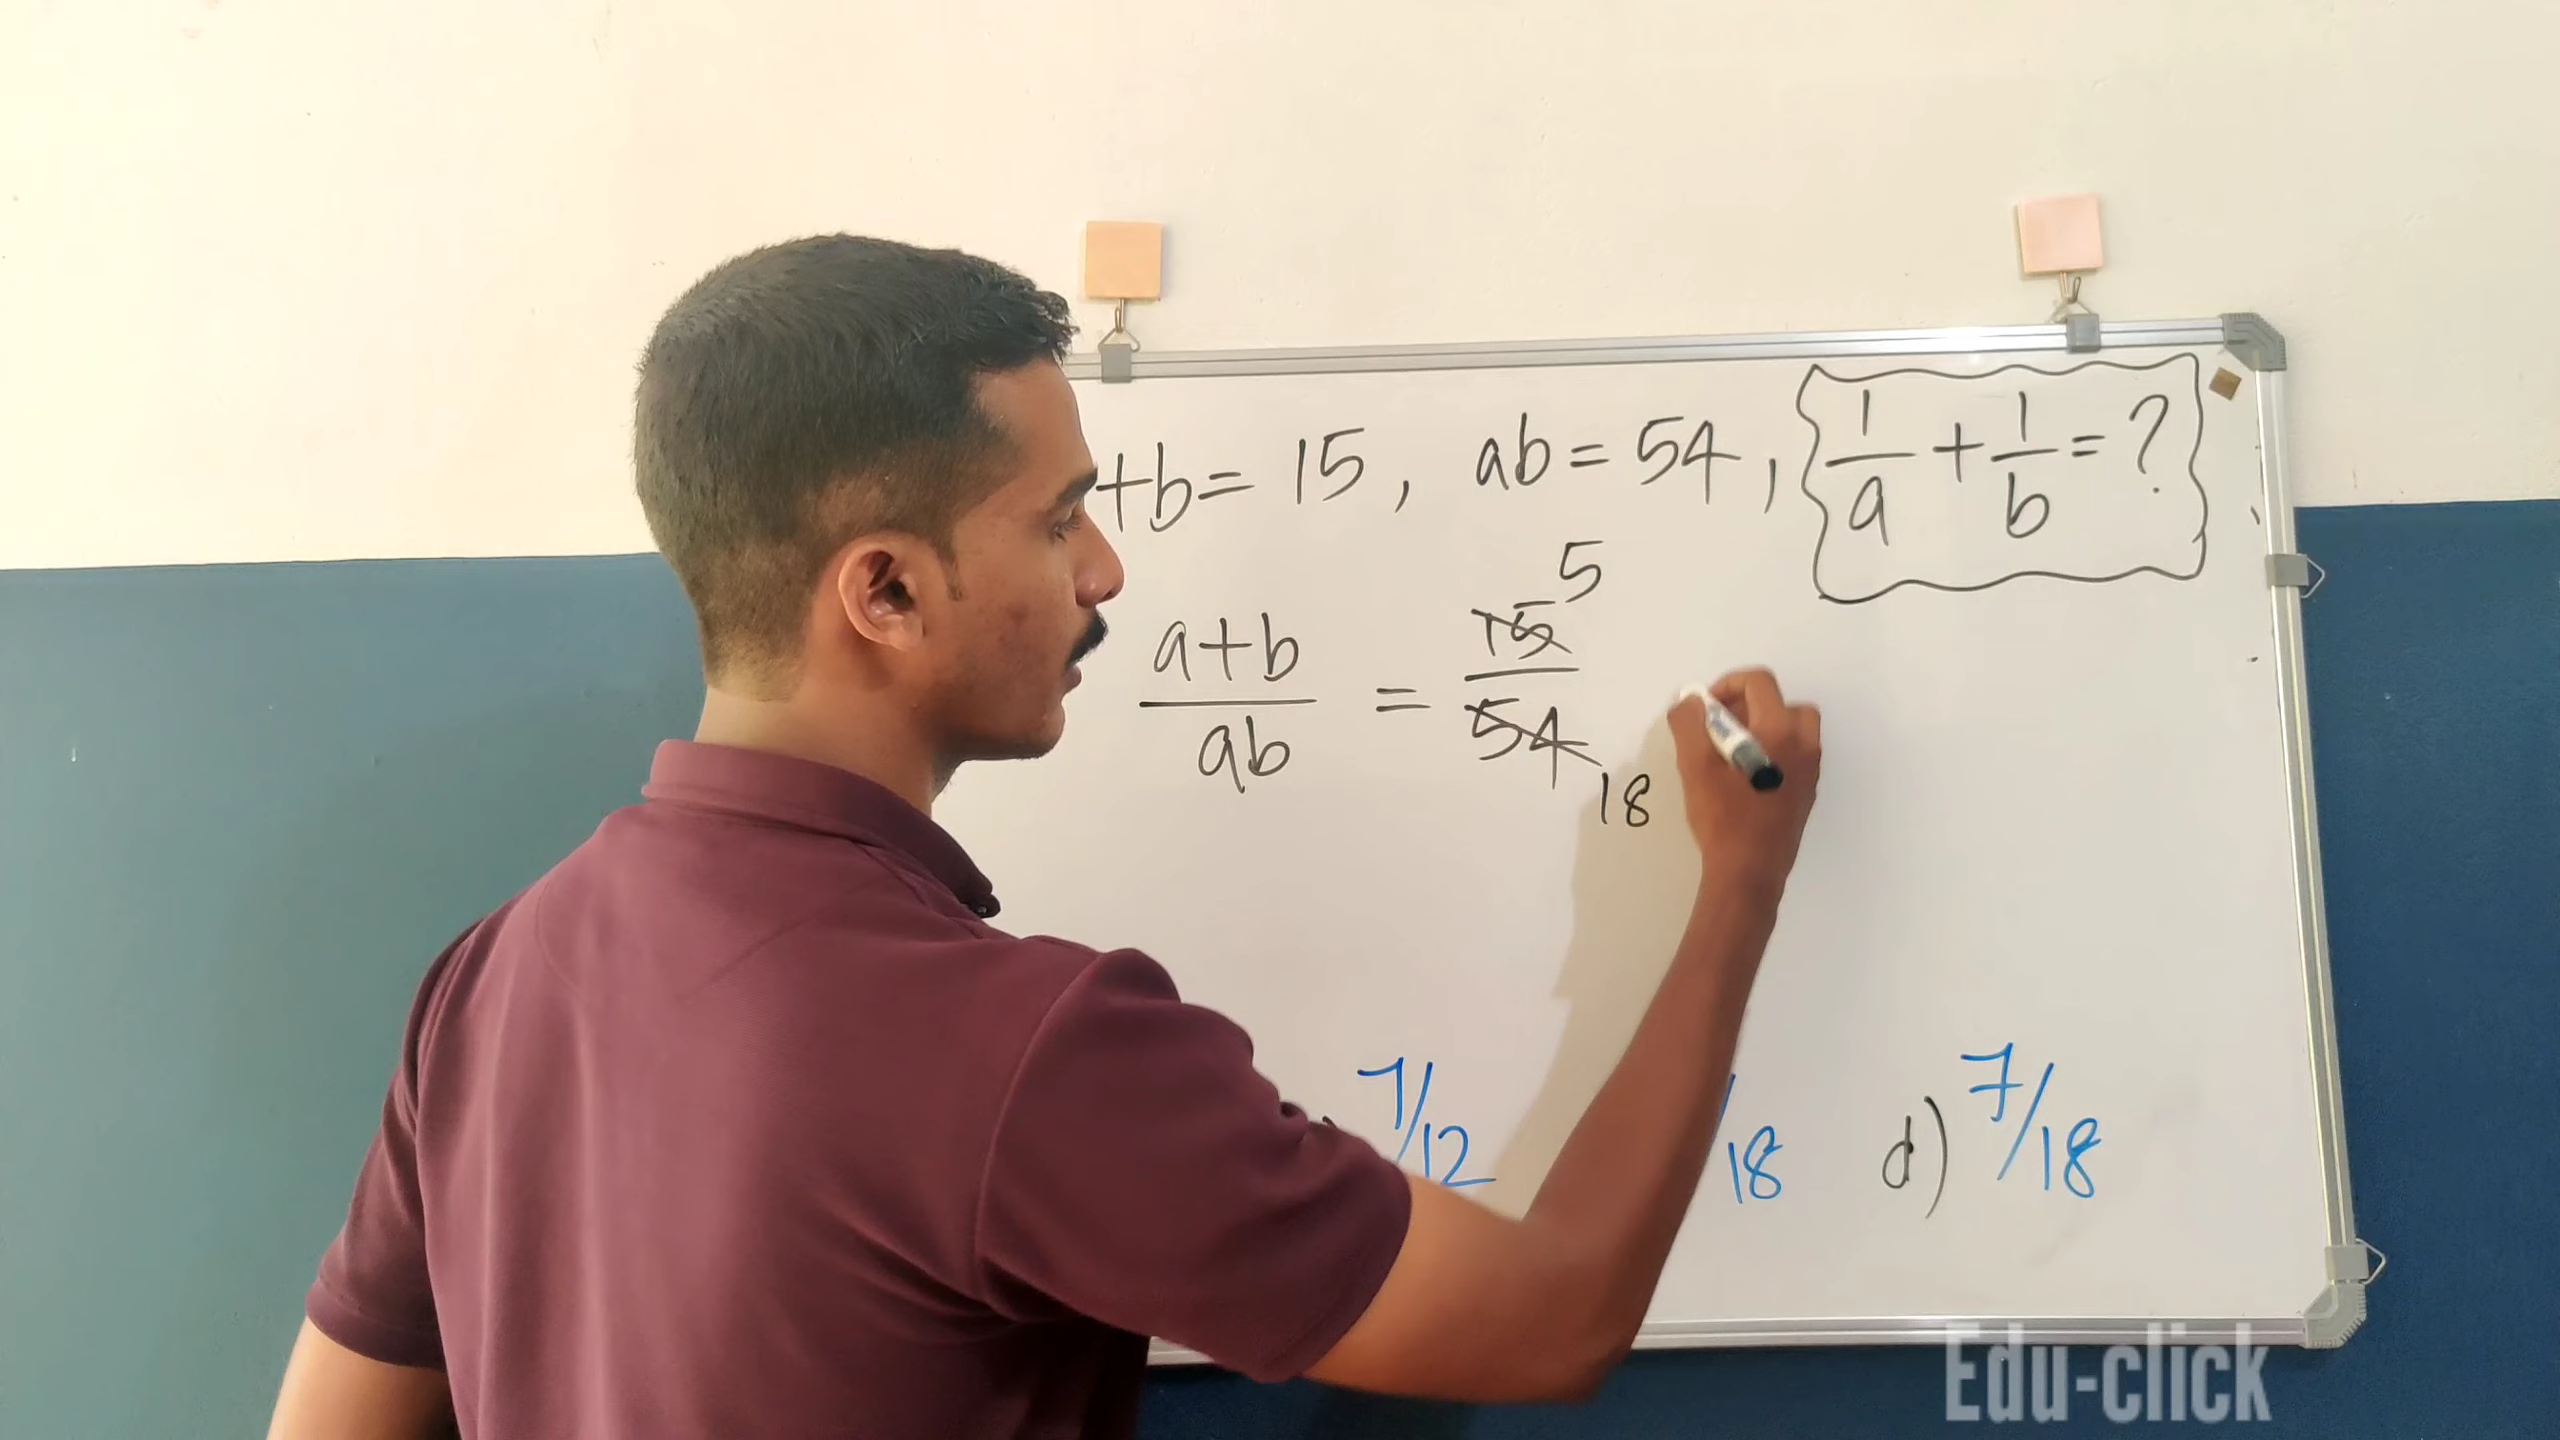 +b = 15, ab = 54, 1/a + 1/b = ?
a+b/ab = 15/54 5 18
) 7/12 /18 d) 7/18
Edu-click